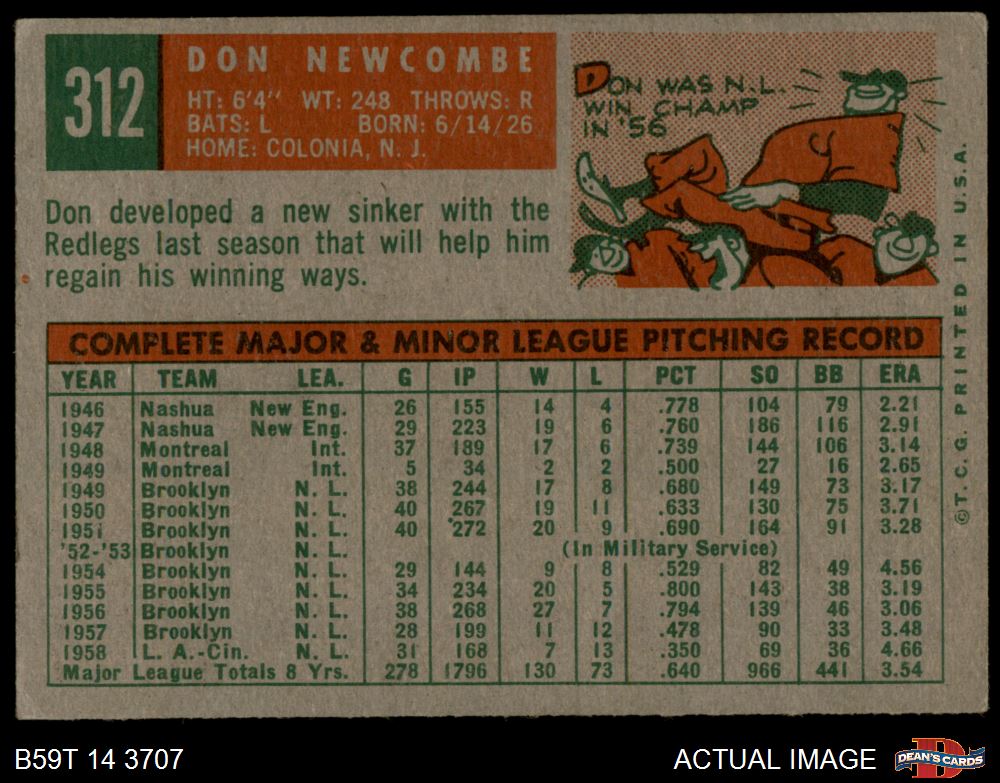 312
DON NEWCOMBE
HT: 6'4" WT: 248 THROWS: R
BATS: L BORN: 6/14/26
HOME: COLONIA, N. J.
DON WAS N.L.
WIN CHAMP
IN '56
Don developed a new sinker with the
Redlegs last season that will help him
regain his winning ways.
COMPLETE MAJOR & MINOR LEAGUE PITCHING RECORD
YEAR TEAM LEA. G IP W L PCT SO BB ERA
1946 Nashua New Eng. 26 155 14 4 .778 104 79 2.21
1947 Nashua New Eng. 29 223 19 6 .760 186 116 2.91
1948 Montreal Int. 37 189 17 6 .739 144 106 3.14
1949 Montreal Int. 5 34 2 2 .500 27 16 2.65
1949 Brooklyn N. L. 38 244 17 8 .680 149 73 3.17
1950 Brooklyn N. L. 40 267 19 11 .633 130 75 3.71
1951 Brooklyn N. L. 40 272 20 9 .690 164 91 3.28
'52-'53 Brooklyn N. L. (In Military Service)
1954 Brooklyn N. L. 29 144 9 8 .529 82 49 4.56
1955 Brooklyn N. L. 34 234 20 5 .800 143 38 3.19
1956 Brooklyn N. L. 38 268 27 7 .794 139 46 3.06
1957 Brooklyn N. L. 28 199 11 12 .478 90 33 3.48
1958 L. A.-Cin. N. L. 31 168 7 13 .350 69 36 4.66
Major League Totals 8 Yrs. 278 1796 130 73 .640 966 441 3.54
©T. C. G. PRINTED IN U.S.A.
B59T 14 3707
ACTUAL IMAGE
D
DEAN'S CARDS